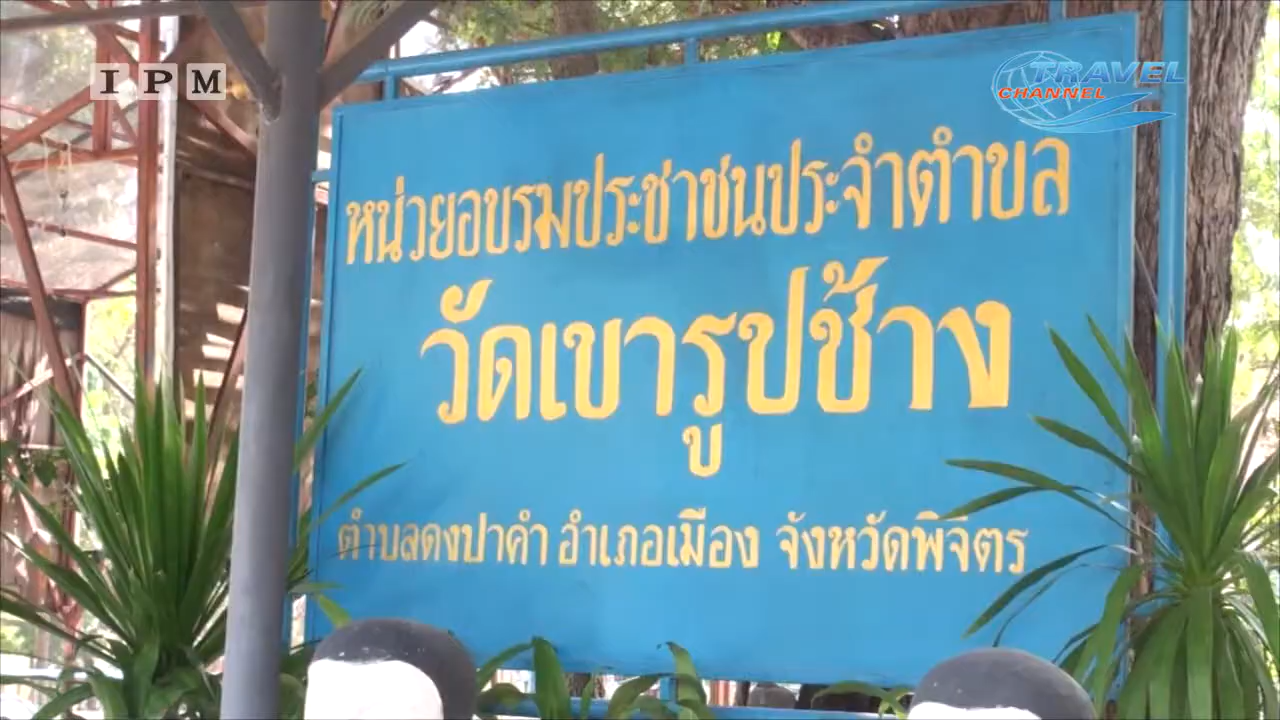 IPM
TRAVEL
CHANNEL
หน่วยอบรมประชาชนประจำตำบล
วัดเขารูปช้าง
ตำบลดงป่าคำ อำเภอเมือง จังหวัดพิจิตร